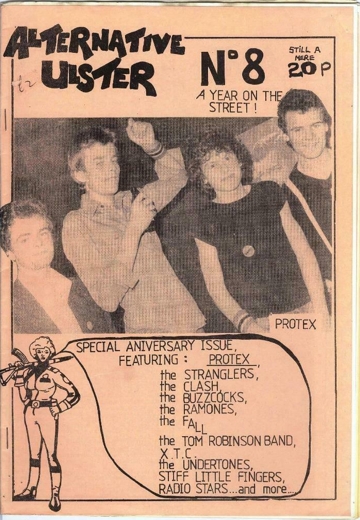 ALTERNATIVE
ULSTER
Nº 8
STILL A
MERE
20P
A YEAR ON THE
STREET!
PROTEX
SPECIAL ANIVERSARY ISSUE,
FEATURING: PROTEX,
the STRANGLERS,
the CLASH,
the BUZZCOCKS,
the RAMONES,
the FALL
the TOM ROBINSON BAND,
X.T.C.
the UNDERTONES,
STIFF LITTLE FINGERS,
RADIO STARS...and more...